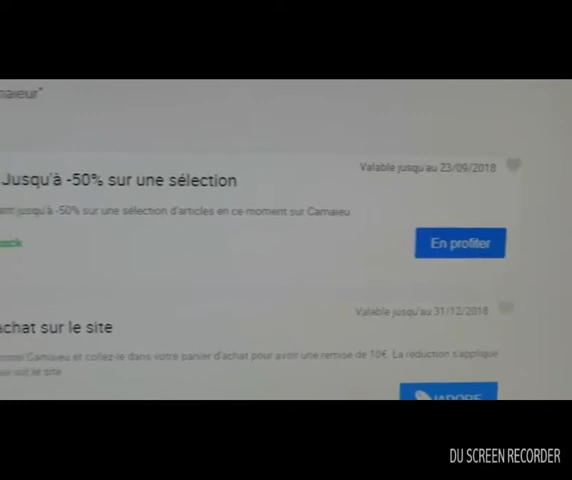 Valable jusqu'au 23/09/2018
Jusqu'à -50% sur une sélection
jusqu'à -50% sur une sélection d'articles en ce moment sur Camaieu
En profiter
Valable jusqu'au 31/12/2018
achat sur le site
Camaieu et collez-le dans votre panier d'achat pour avoir une remise de 10€. La réduction s'applique
sur le site
J'ADORE
DU SCREEN RECORDER